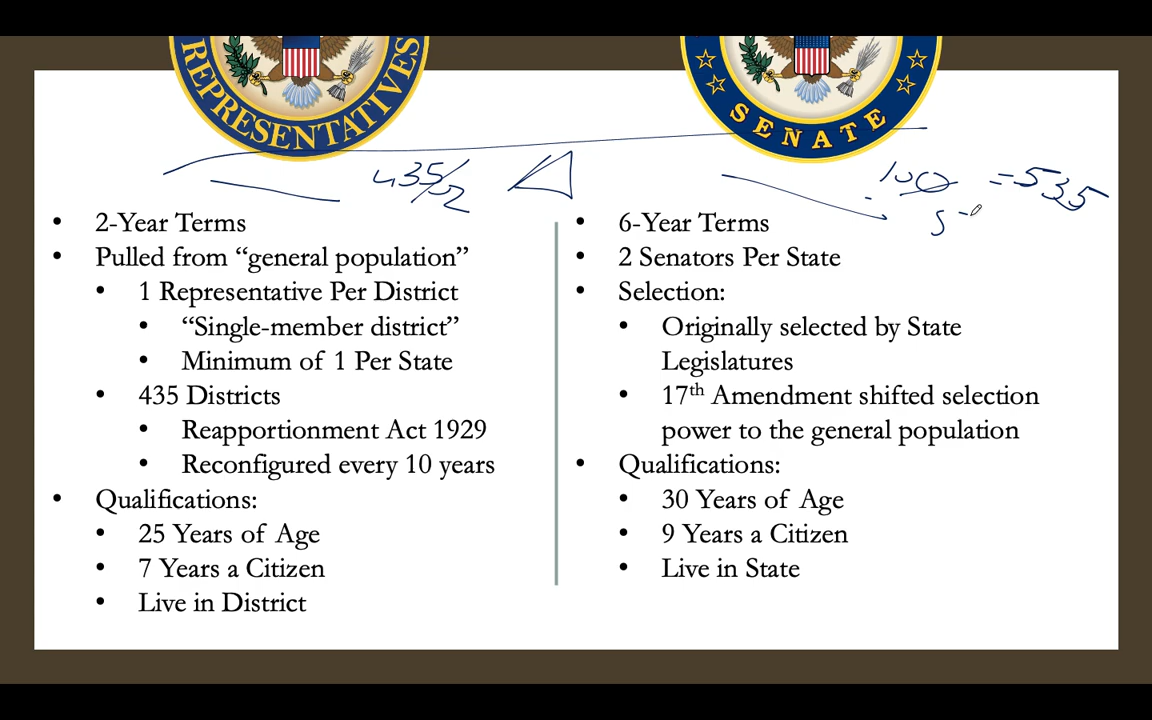 REPRESENTATIVES
SENATE
435/2
100 = 535
5
• 2-Year Terms
• Pulled from “general population”
• 1 Representative Per District
• “Single-member district”
• Minimum of 1 Per State
• 435 Districts
• Reapportionment Act 1929
• Reconfigured every 10 years
• Qualifications:
• 25 Years of Age
• 7 Years a Citizen
• Live in District
• 6-Year Terms
• 2 Senators Per State
• Selection:
• Originally selected by State
Legislatures
• 17th Amendment shifted selection
power to the general population
• Qualifications:
• 30 Years of Age
• 9 Years a Citizen
• Live in State